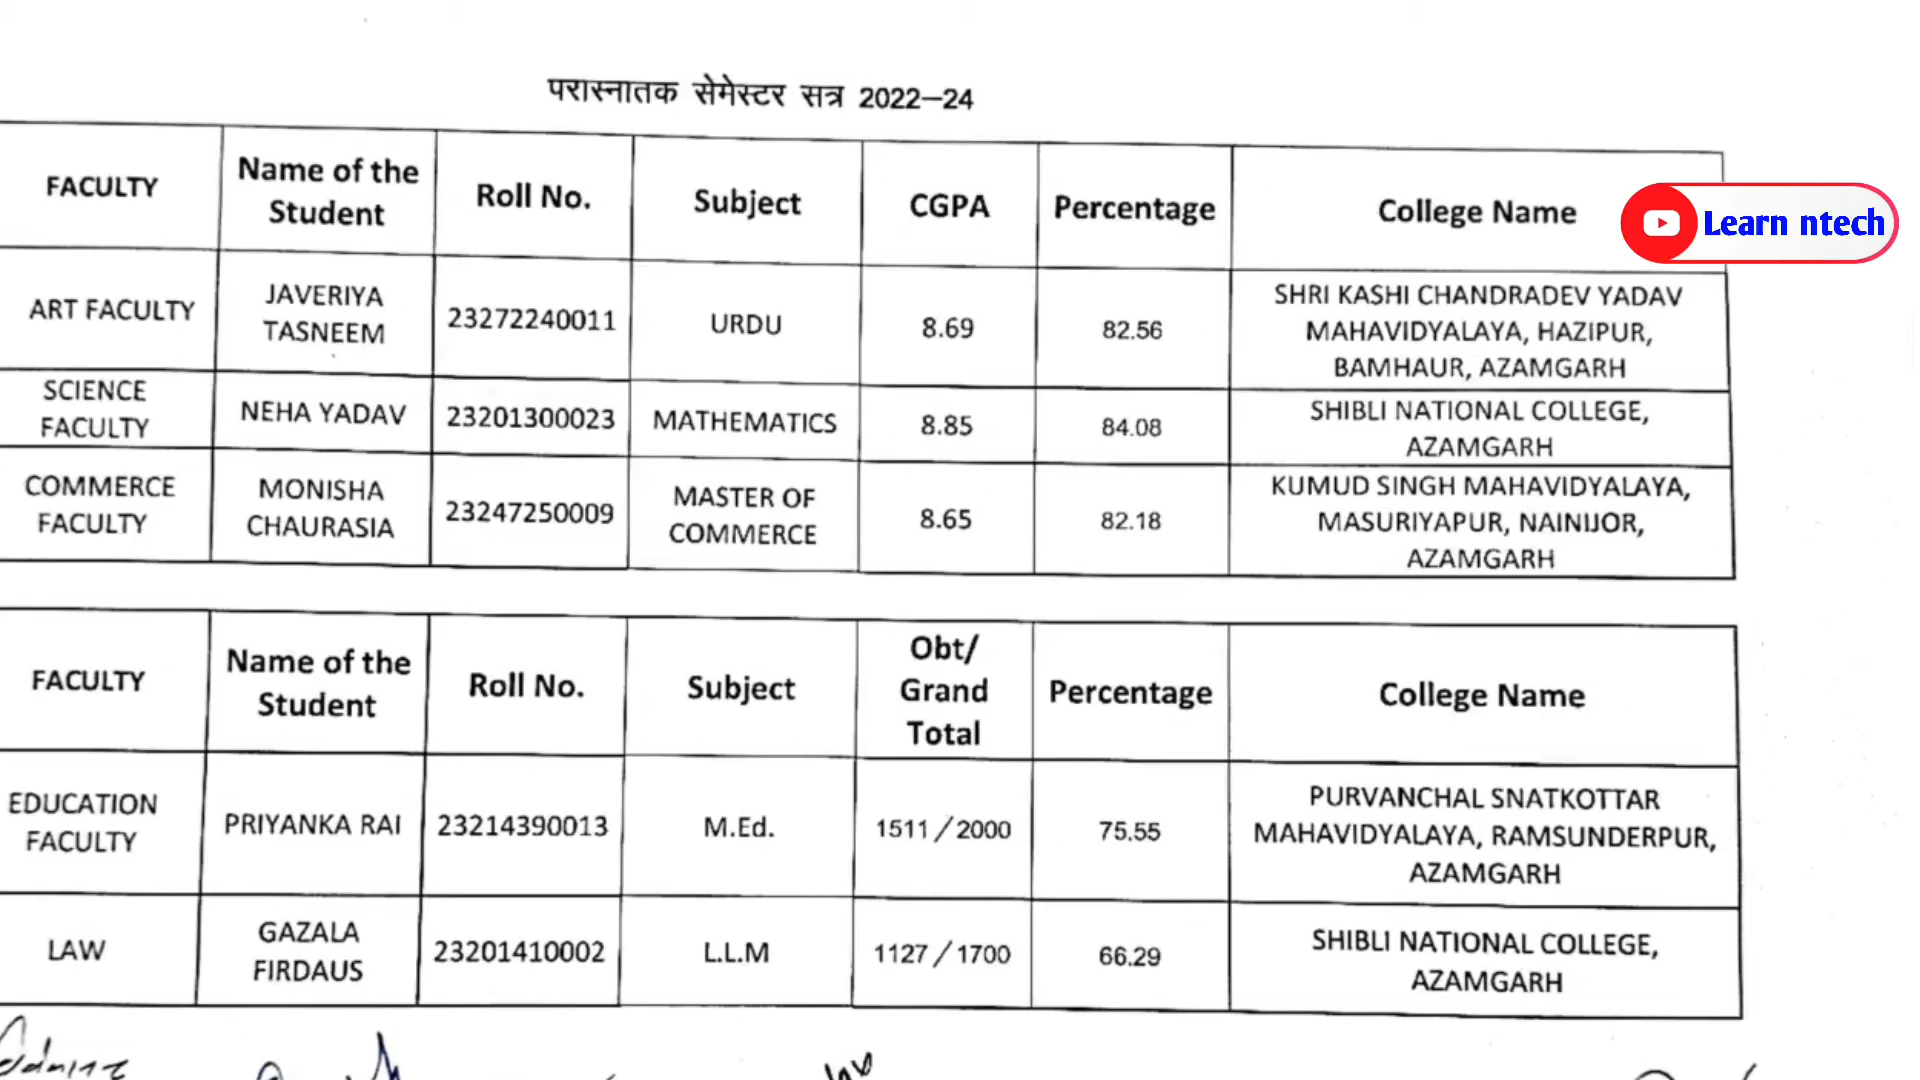 परास्नातक सेमेस्टर सत्र 2022–24
FACULTY
Name of the
Student
Roll No.
Subject
CGPA
Percentage
College Name
Learn ntech
ART FACULTY
JAVERIYA
TASNEEM
23272240011
URDU
8.69
82.56
SHRI KASHI CHANDRADEV YADAV
MAHAVIDYALAYA, HAZIPUR,
BAMHAUR, AZAMGARH
SCIENCE
FACULTY
NEHA YADAV
23201300023
MATHEMATICS
8.85
84.08
SHIBLI NATIONAL COLLEGE,
AZAMGARH
COMMERCE
FACULTY
MONISHA
CHAURASIA
23247250009
MASTER OF
COMMERCE
8.65
82.18
KUMUD SINGH MAHAVIDYALAYA,
MASURIYAPUR, NAINIJOR,
AZAMGARH
FACULTY
Name of the
Student
Roll No.
Subject
Obt/
Grand
Total
Percentage
College Name
EDUCATION
FACULTY
PRIYANKA RAI
23214390013
M.Ed.
1511/2000
75.55
PURVANCHAL SNATKOTTAR
MAHAVIDYALAYA, RAMSUNDERPUR,
AZAMGARH
LAW
GAZALA
FIRDAUS
23201410002
L.L.M
1127/1700
66.29
SHIBLI NATIONAL COLLEGE,
AZAMGARH